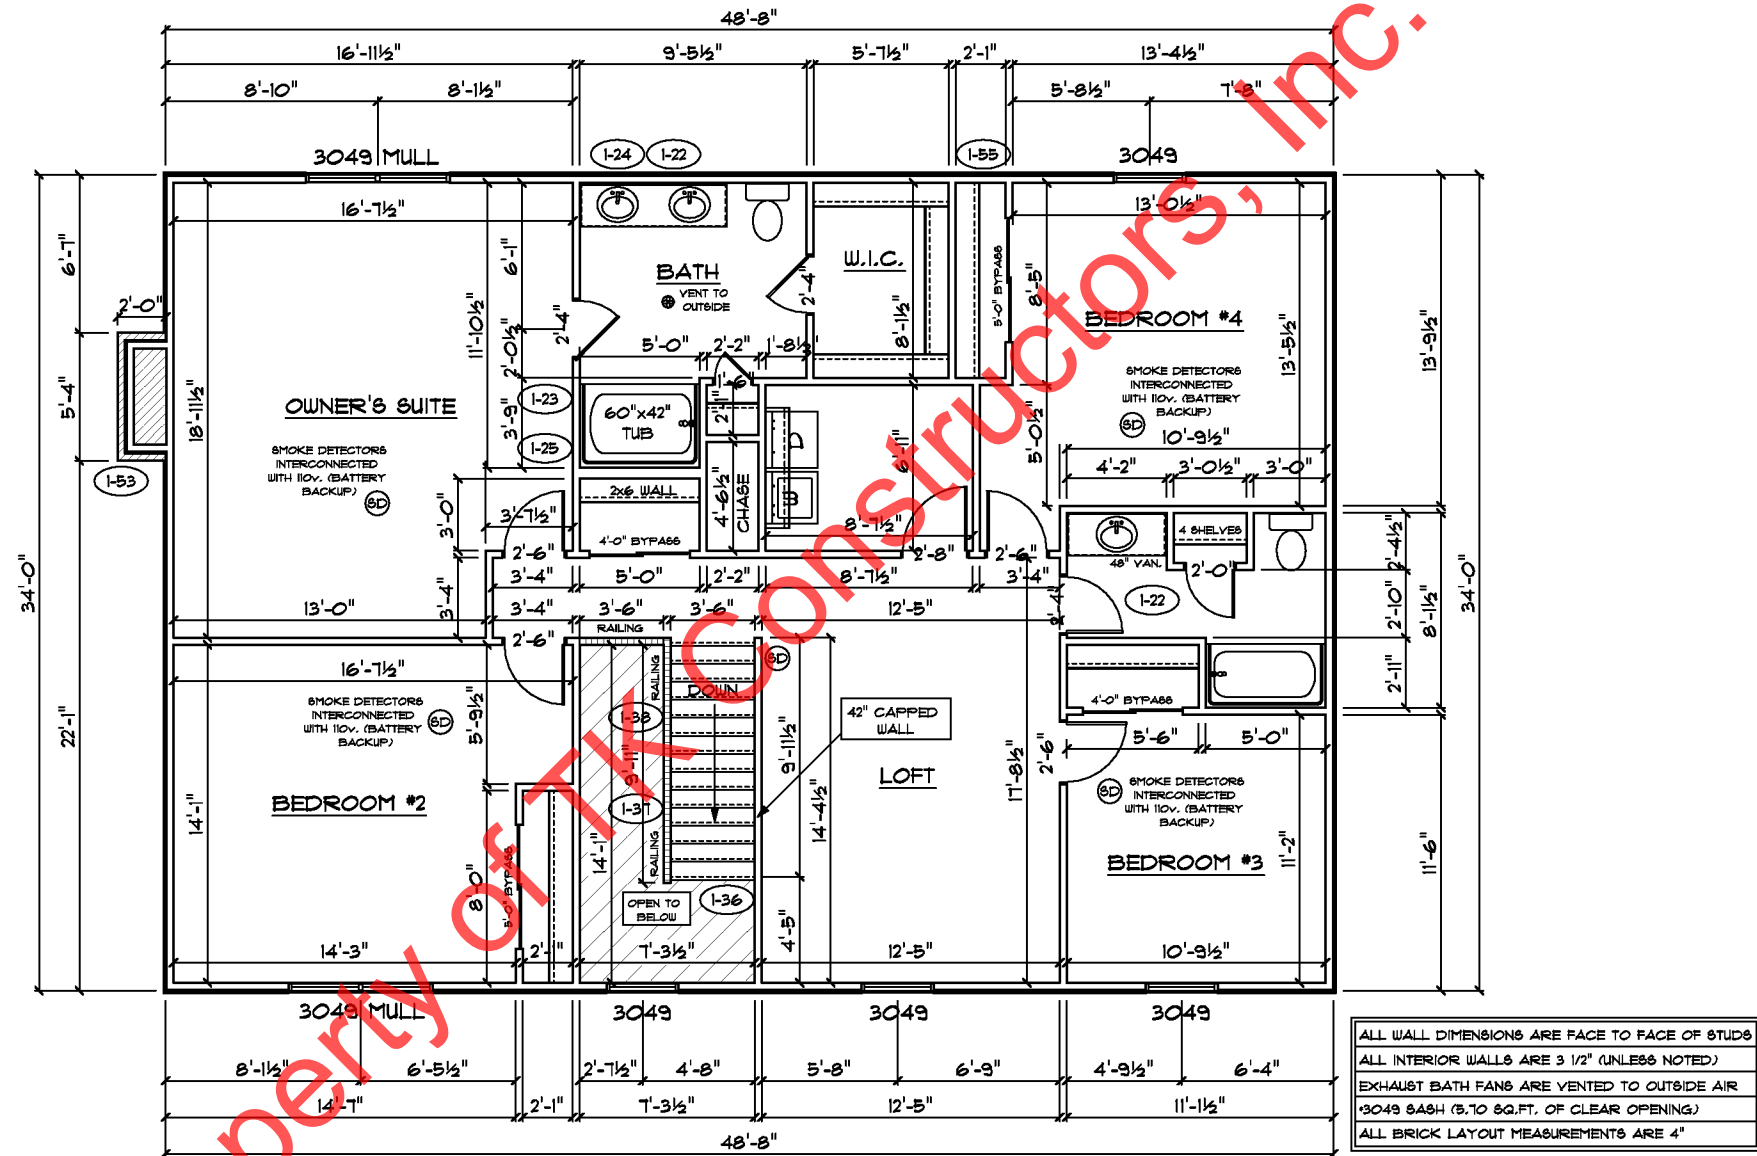 48'-8"
16'-11½"
9'-5½"
5'-7½"
2'-1"
13'-4½"
8'-10"
8'-1½"
5'-8½"
7'-8"
3049 MULL
1-24
1-22
1-55
3049
16'-7½"
13'-0½"
6'-7"
6'-1"
BATH
VENT TO
OUTSIDE
W.I.C.
2'-4"
5'-0" BYPASS
8'-5"
2'-0"
11'-10½"
2'-0½"
2'-4"
8'-1½"
BEDROOM #4
13'-5½"
13'-9½"
5'-0"
2'-2"
1'-8½"
5'-4"
18'-11½"
OWNER'S SUITE
3'-9"
1-23
1-25
60"x42"
TUB
1'-6"
2'-1"
D
6'-11"
5'-0½"
SMOKE DETECTORS
INTERCONNECTED
WITH 110v. (BATTERY
BACKUP)
SD
10'-9½"
4'-2"
3'-0½"
3'-0"
SMOKE DETECTORS
INTERCONNECTED
WITH 110v. (BATTERY
BACKUP)
SD
1-53
2x6 WALL
4'-6½"
CHASE
W
3'-0"
3'-7½"
4'-0" BYPASS
8'-7½"
4 SHELVES
48" VAN.
2'-0"
2'-4½"
2'-6"
2'-8"
2'-6"
34'-0"
3'-4"
3'-4"
5'-0"
2'-2"
8'-7½"
3'-4"
1-22
2'-4"
2'-10"
8'-1½"
34'-0"
13'-0"
3'-4"
3'-6"
3'-6"
12'-5"
RAILING
2'-6"
SD
16'-7½"
2'-11"
SMOKE DETECTORS
INTERCONNECTED
WITH 110v. (BATTERY
BACKUP)
SD
5'-9½"
RAILING
DOWN
1-38
42" CAPPED
WALL
4'-0" BYPASS
22'-1"
9'-11"
9'-11½"
LOFT
17'-8½"
2'-6"
5'-6"
5'-0"
BEDROOM #2
1-37
14'-4½"
SD
SMOKE DETECTORS
INTERCONNECTED
WITH 110v. (BATTERY
BACKUP)
14'-1"
14'-1"
RAILING
BEDROOM #3
11'-2"
11'-6"
8'-0"
5'-0" BYPASS
OPEN TO
BELOW
1-36
4'-5"
14'-3"
2'-1"
7'-3½"
12'-5"
10'-9½"
3049 MULL
3049
3049
3049
8'-1½"
6'-5½"
2'-7½"
4'-8"
5'-8"
6'-9"
4'-9½"
6'-4"
14'-7"
2'-1"
7'-3½"
12'-5"
11'-1½"
48'-8"
ALL WALL DIMENSIONS ARE FACE TO FACE OF STUDS
ALL INTERIOR WALLS ARE 3 1/2" (UNLESS NOTED)
EXHAUST BATH FANS ARE VENTED TO OUTSIDE AIR
*3049 SASH (5.70 SQ.FT. OF CLEAR OPENING)
ALL BRICK LAYOUT MEASUREMENTS ARE 4"
perty of TK Constructors, Inc.